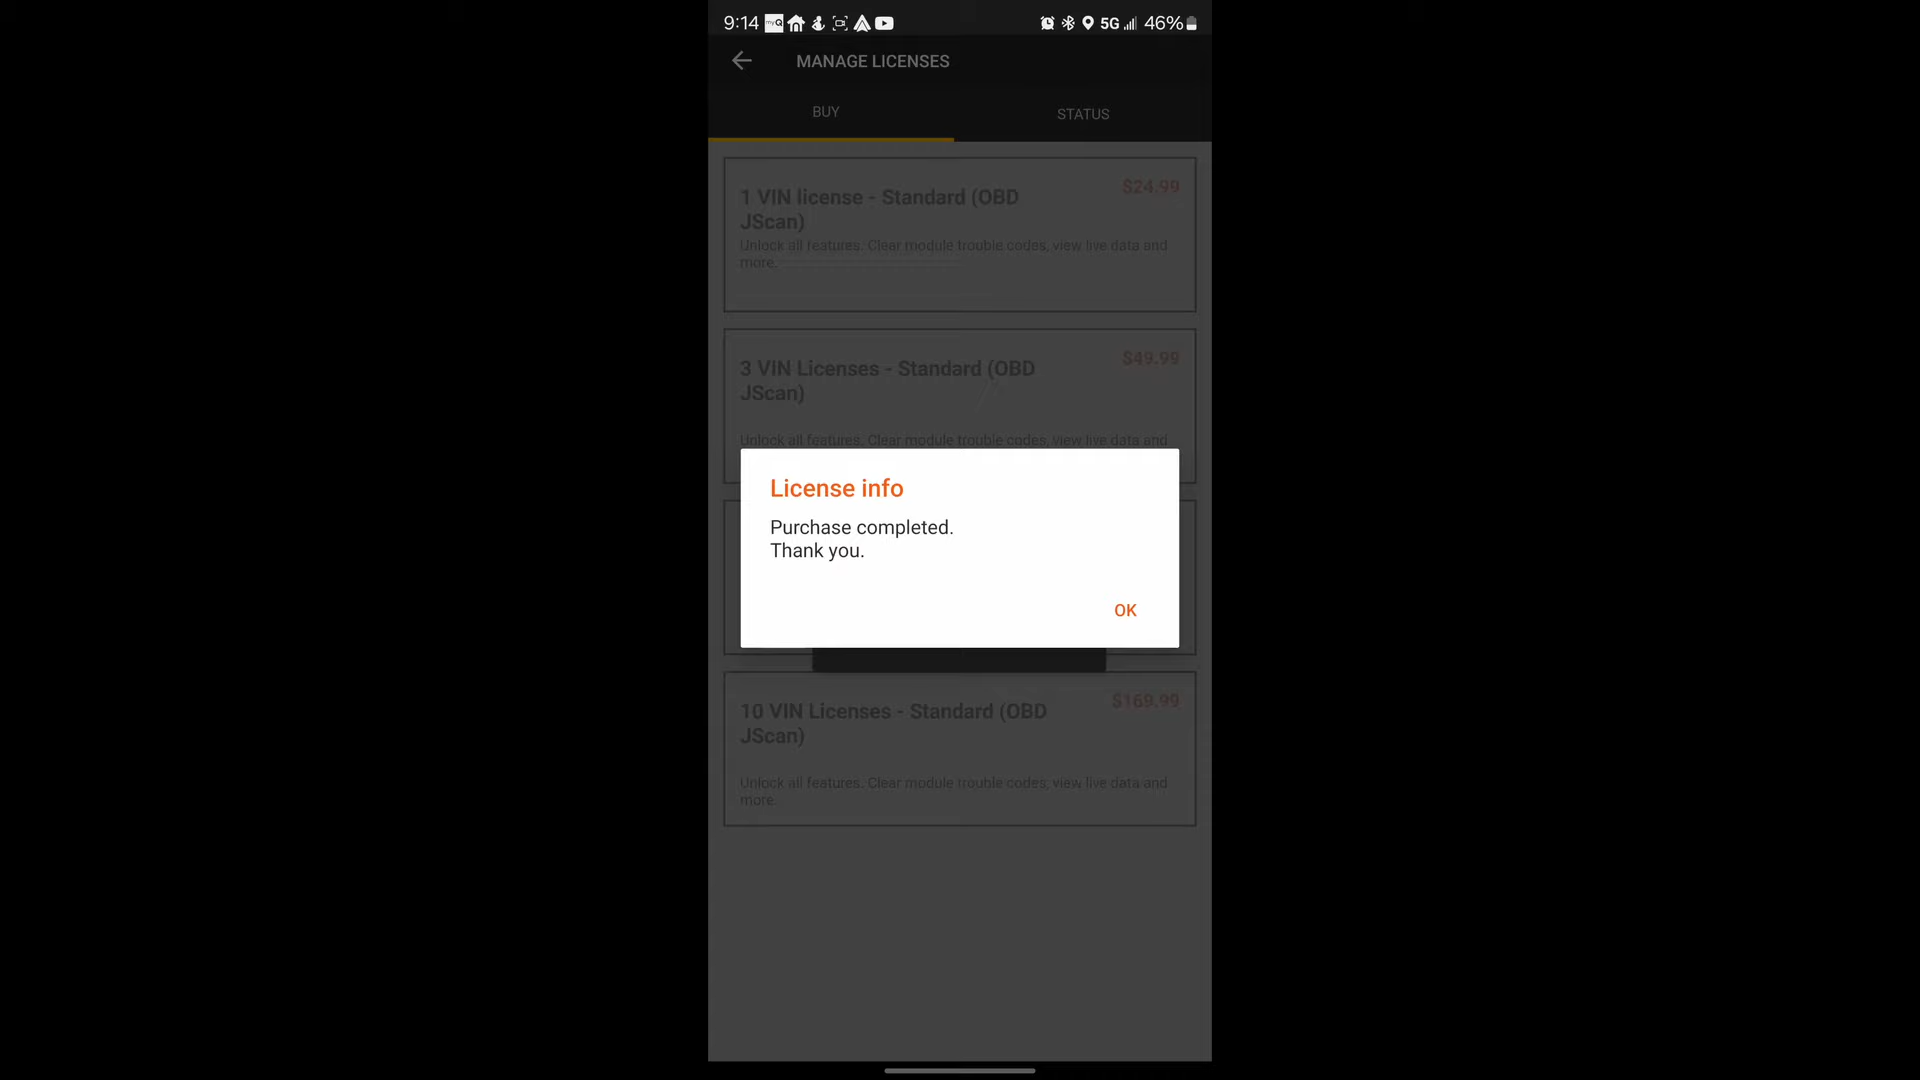 9:14 myQ 5G 46%
MANAGE LICENSES
BUY STATUS
1 VIN license - Standard (OBD $24.99
JScan)
Unlock all features. Clear module trouble codes, view live data and
more.
3 VIN Licenses - Standard (OBD $49.99
JScan)
Unlock all features. Clear module trouble codes, view live data and
License info
Purchase completed.
Thank you.
OK
10 VIN Licenses - Standard (OBD $169.99
JScan)
Unlock all features. Clear module trouble codes, view live data and
more.